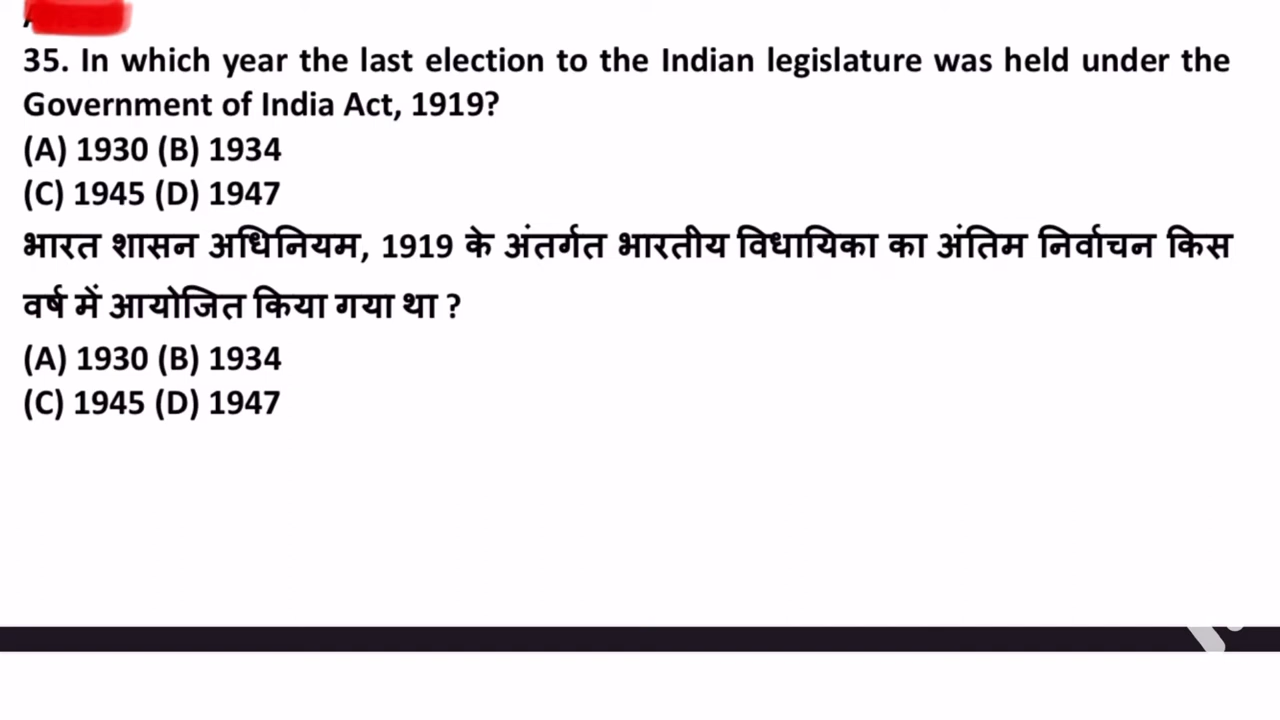 35. In which year the last election to the Indian legislature was held under the
Government of India Act, 1919?
(A) 1930 (B) 1934
(C) 1945 (D) 1947
भारत शासन अधिनियम, 1919 के अंतर्गत भारतीय विधायिका का अंतिम निर्वाचन किस
वर्ष में आयोजित किया गया था ?
(A) 1930 (B) 1934
(C) 1945 (D) 1947